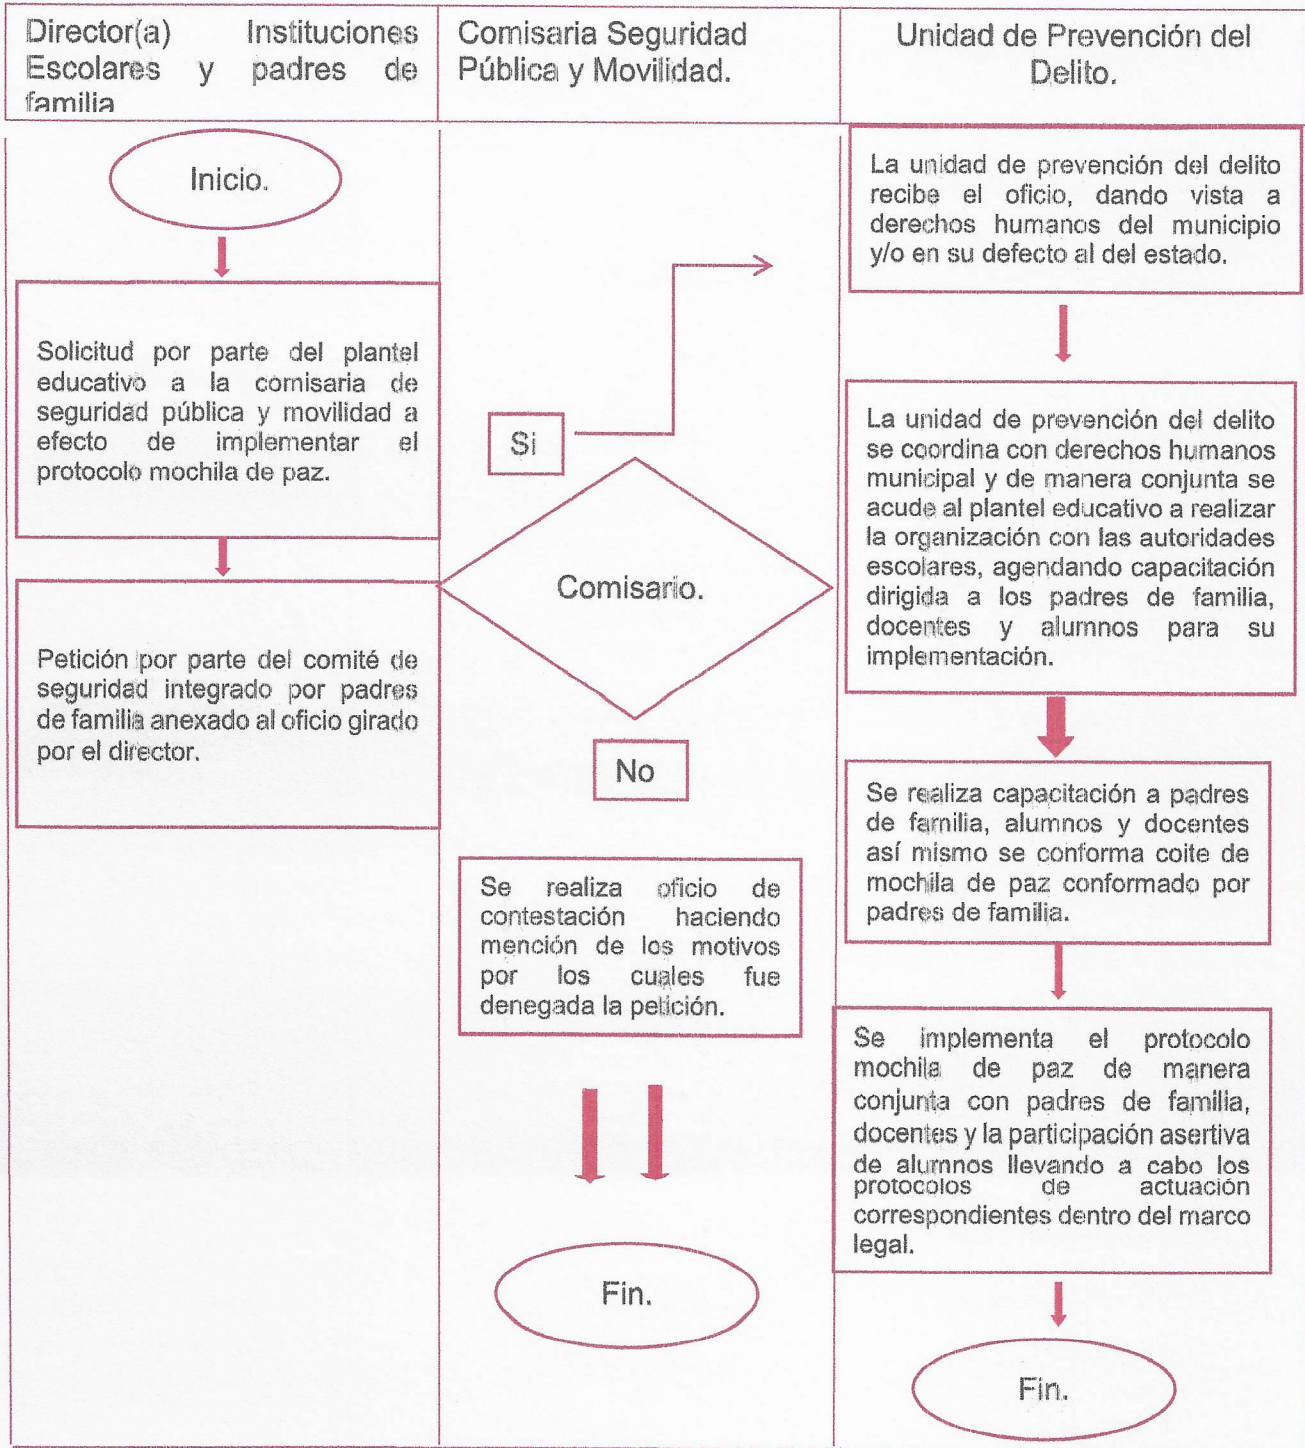 Director(a) Instituciones
Escolares y padres de
familia
Comisaria Seguridad
Pública y Movilidad.
Unidad de Prevención del
Delito.
Inicio.
Solicitud por parte del plantel
educativo a la comisaria de
seguridad pública y movilidad a
efecto de implementar el
protocolo mochila de paz.
Petición por parte del comité de
seguridad integrado por padres
de familia anexado al oficio girado
por el director.
Si
Comisario.
No
Se realiza oficio de
contestación haciendo
mención de los motivos
por los cuales fue
denegada la petición.
Fin.
La unidad de prevención del delito
recibe el oficio, dando vista a
derechos humanos del municipio
y/o en su defecto al del estado.
La unidad de prevención del delito
se coordina con derechos humanos
municipal y de manera conjunta se
acude al plantel educativo a realizar
la organización con las autoridades
escolares, agendando capacitación
dirigida a los padres de familia,
docentes y alumnos para su
implementación.
Se realiza capacitación a padres
de familia, alumnos y docentes
así mismo se conforma coite de
mochila de paz conformado por
padres de familia.
Se implementa el protocolo
mochila de paz de manera
conjunta con padres de familia,
docentes y la participación asertiva
de alumnos llevando a cabo los
protocolos de actuación
correspondientes dentro del marco
legal.
Fin.